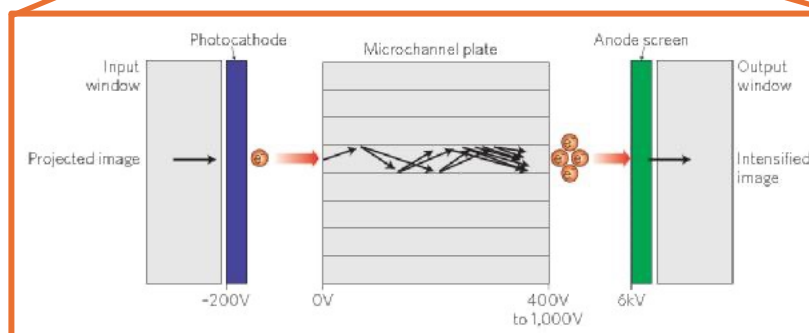 Photocathode
Microchannel plate
Anode screen
Input
window
Output
window
Projected image
e-
e-
e-
e-
e-
Intensified
image
-200V
0V
400V
to 1,000V
6kV